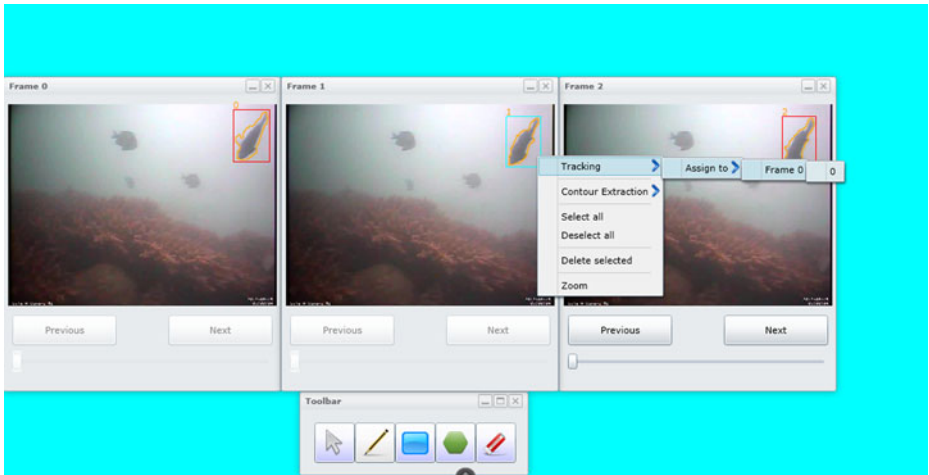 Frame 0
Frame 1
Frame 2
0
1
2
Tracking
Assign to
Frame 0
0
Contour Extraction
Select all
Deselect all
Delete selected
Zoom
Previous
Next
Previous
Next
Previous
Next
Toolbar